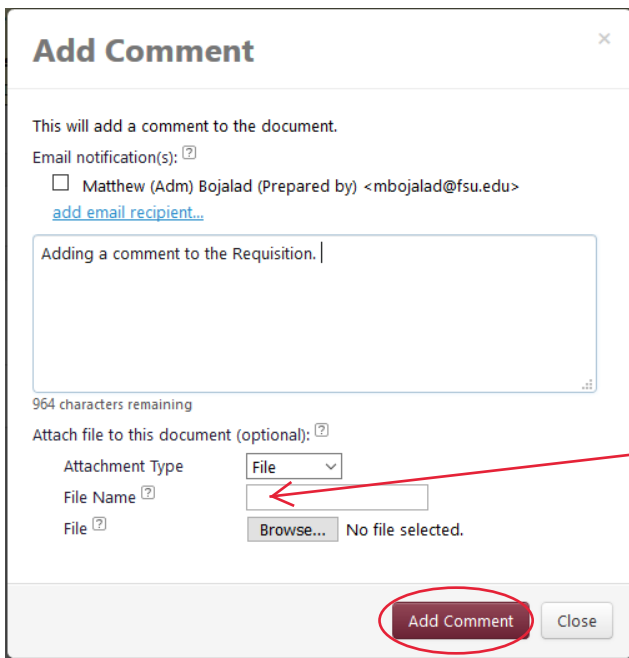 Add Comment
×
This will add a comment to the document.
Email notification(s): ?
Matthew (Adm) Bojalad (Prepared by) <mbojalad@fsu.edu>
add email recipient...
Adding a comment to the Requisition.
964 characters remaining
Attach file to this document (optional): ?
Attachment Type File
File Name ?
File ? Browse... No file selected.
Add Comment Close